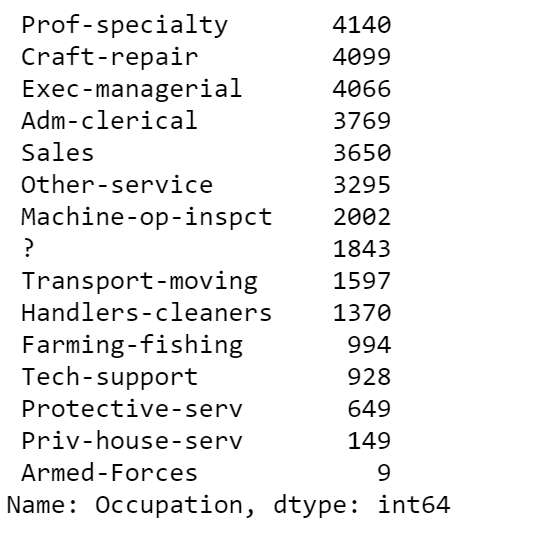 Prof-specialty 4140
Craft-repair 4099
Exec-managerial 4066
Adm-clerical 3769
Sales 3650
Other-service 3295
Machine-op-inspct 2002
? 1843
Transport-moving 1597
Handlers-cleaners 1370
Farming-fishing 994
Tech-support 928
Protective-serv 649
Priv-house-serv 149
Armed-Forces 9
Name: Occupation, dtype: int64